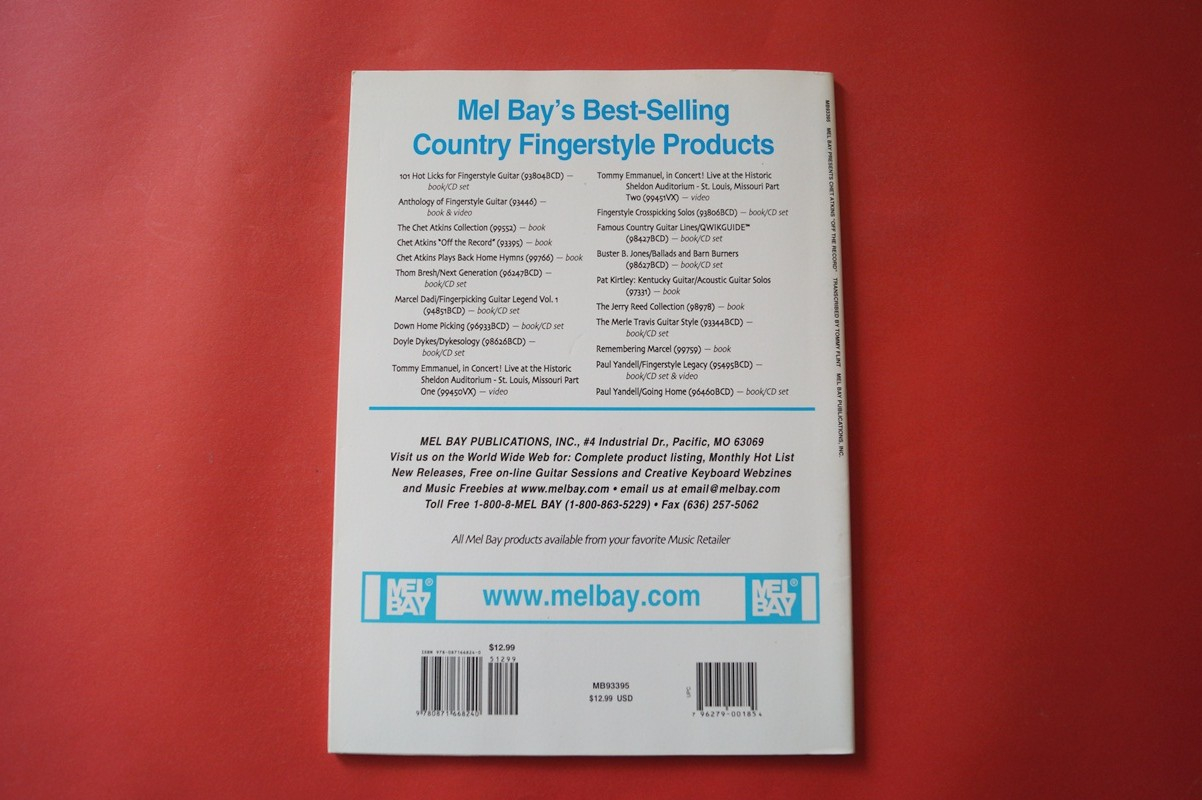 Mel Bay's Best-Selling
Country Fingerstyle Products
101 Hot Licks for Fingerstyle Guitar (93804BCD) —
book/CD set
Anthology of Fingerstyle Guitar (93446) —
book & video
The Chet Atkins Collection (99552) — book
Chet Atkins "Off the Record" (93395) — book
Chet Atkins Plays Back Home Hymns (99766) — book
Thom Bresh/Next Generation (96247BCD) —
book/CD set
Marcel Dadi/Fingerpicking Guitar Legend Vol. 1
(94851BCD) — book/CD set
Down Home Picking (96933BCD) — book/CD set
Doyle Dykes/Dykesology (98626BCD) —
book/CD set
Tommy Emmanuel, in Concert! Live at the Historic
Sheldon Auditorium - St. Louis, Missouri Part
One (99450VX) — video
Tommy Emmanuel, in Concert! Live at the Historic
Sheldon Auditorium - St. Louis, Missouri Part
Two (99451VX) — video
Fingerstyle Crosspicking Solos (93806BCD) — book/CD set
Famous Country Guitar Lines/QWIKGUIDE™
(98427BCD) — book/CD set
Buster B. Jones/Ballads and Barn Burners
(98627BCD) — book/CD set
Pat Kirtley: Kentucky Guitar/Acoustic Guitar Solos
(97331) — book
The Jerry Reed Collection (98978) — book
The Merle Travis Guitar Style (93344BCD) —
book/CD set
Remembering Marcel (99759) — book
Paul Yandell/Fingerstyle Legacy (95495BCD) —
book/CD set & video
Paul Yandell/Going Home (96460BCD) — book/CD set
MEL BAY PUBLICATIONS, INC., #4 Industrial Dr., Pacific, MO 63069
Visit us on the World Wide Web for: Complete product listing, Monthly Hot List
New Releases, Free on-line Guitar Sessions and Creative Keyboard Webzines
and Music Freebies at www.melbay.com • email us at email@melbay.com
Toll Free 1-800-8-MEL BAY (1-800-863-5229) • Fax (636) 257-5062
All Mel Bay products available from your favorite Music Retailer
MEL BAY® www.melbay.com MEL BAY®
ISBN 978-087166824-0
$12.99
51299
9 780871 668240
MB93395
$12.99 USD
UPC
7 96279-00185 4
MB93395 MEL BAY PRESENTS CHET ATKINS "OFF THE RECORD" TRANSCRIBED BY TOMMY FLINT MEL BAY PUBLICATIONS, INC.